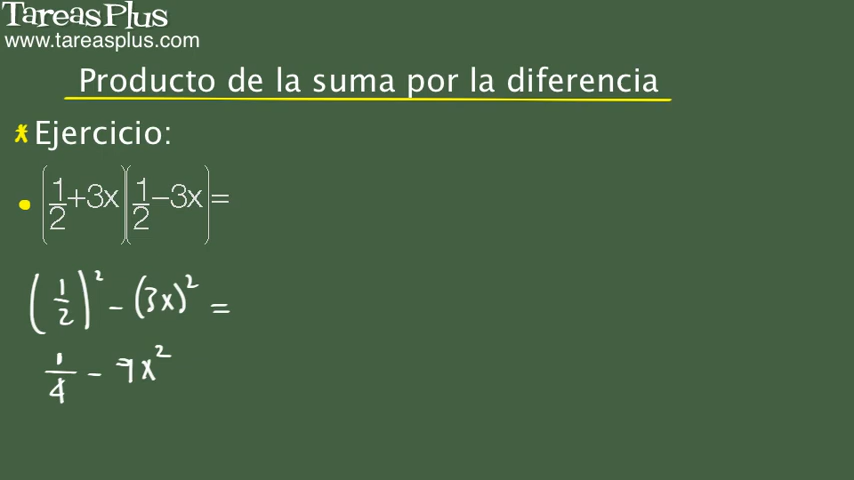 TareasPlus
www.tareasplus.com
Producto de la suma por la diferencia
* Ejercicio:
• (1/2+3x)(1/2−3x)=
(1/2)² − (3x)² =
1/4 − 9x²